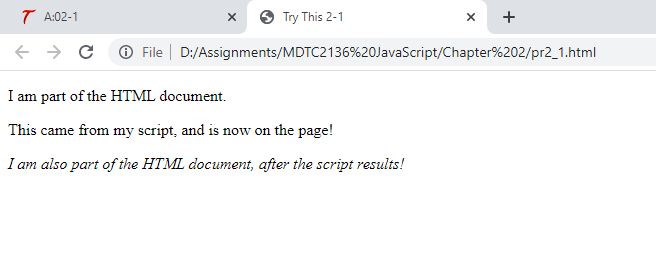 A:02-1
Try This 2-1
File
D:/Assignments/MDTC2136%20JavaScript/Chapter%202/pr2_1.html
I am part of the HTML document.
This came from my script, and is now on the page!
I am also part of the HTML document, after the script results!